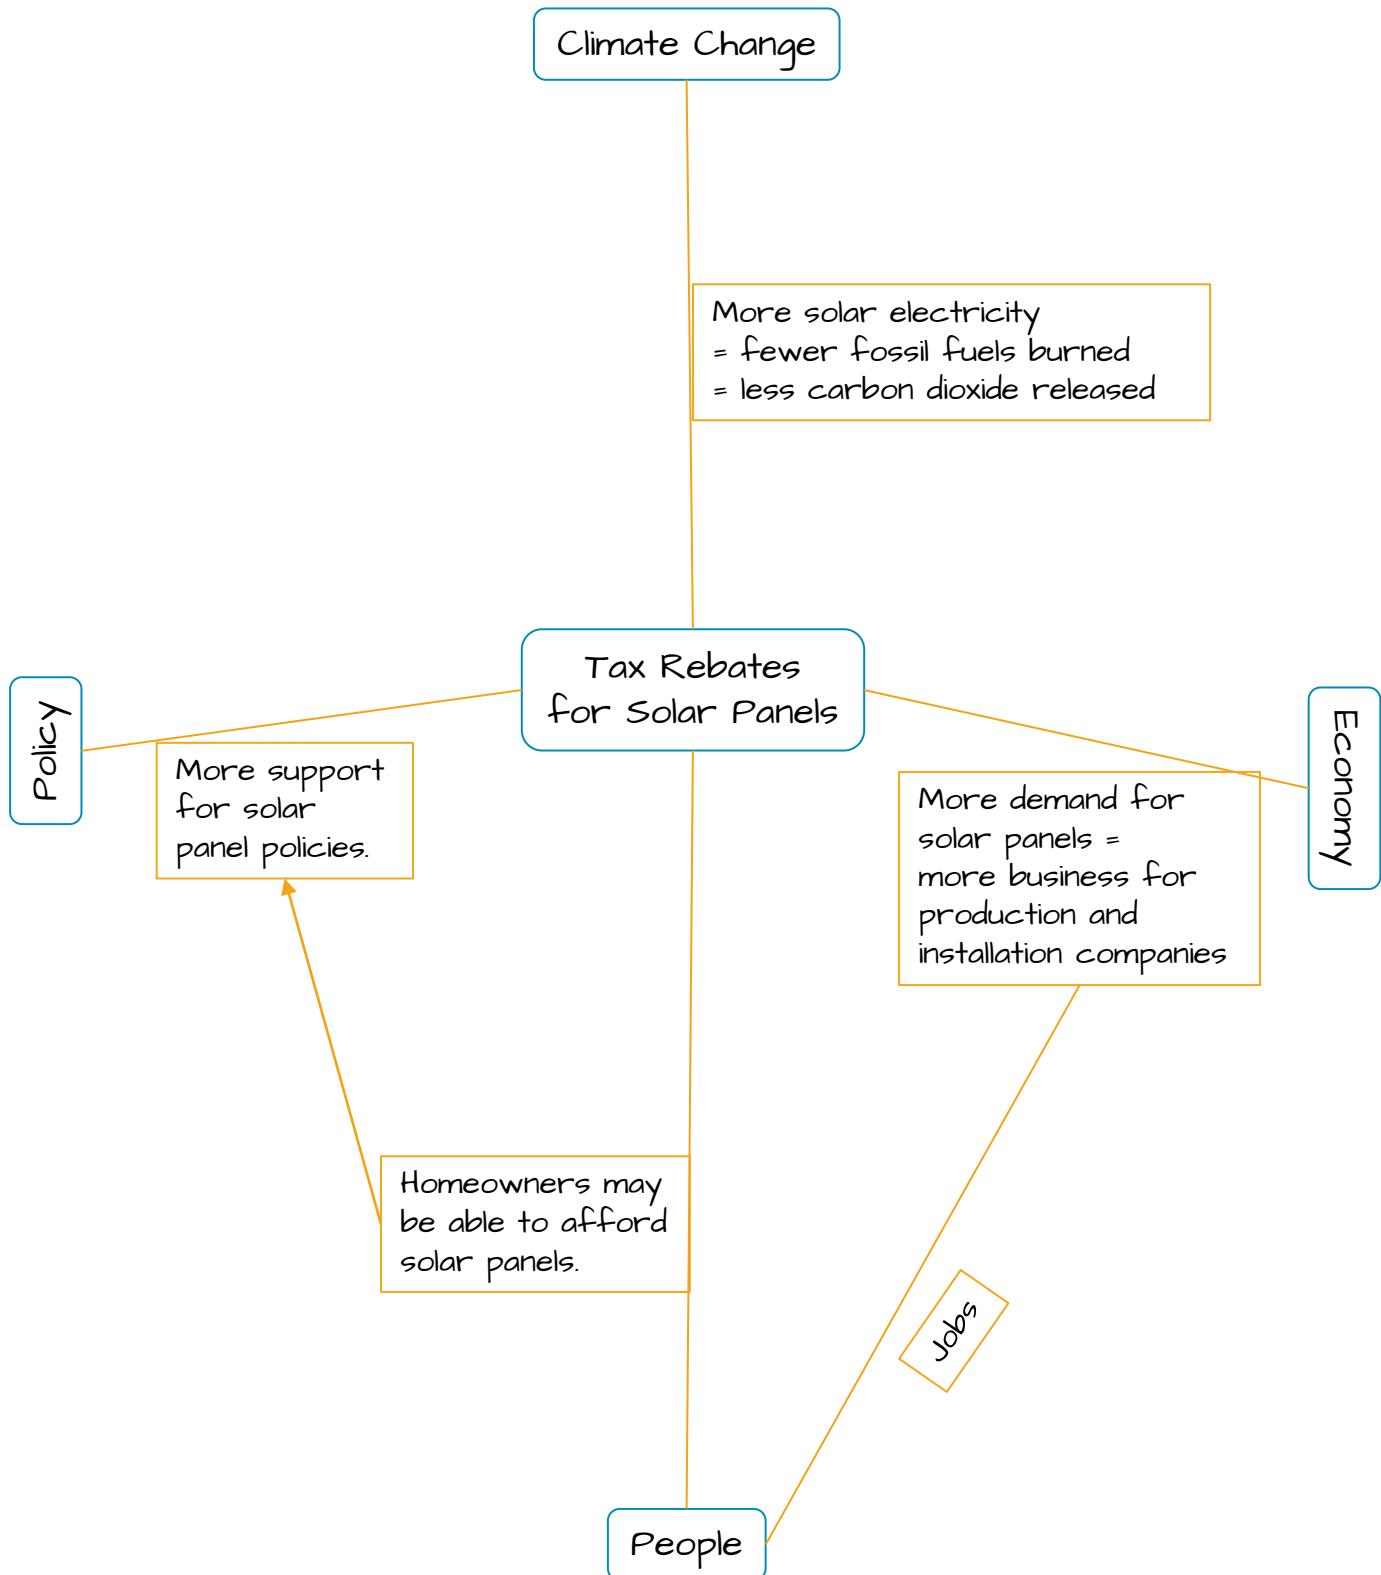 Climate Change
More solar electricity
= fewer fossil fuels burned
= less carbon dioxide released
Tax Rebates
for Solar Panels
Policy
Economy
More support
for solar
panel policies.
More demand for
solar panels =
more business for
production and
installation companies
Homeowners may
be able to afford
solar panels.
Jobs
People